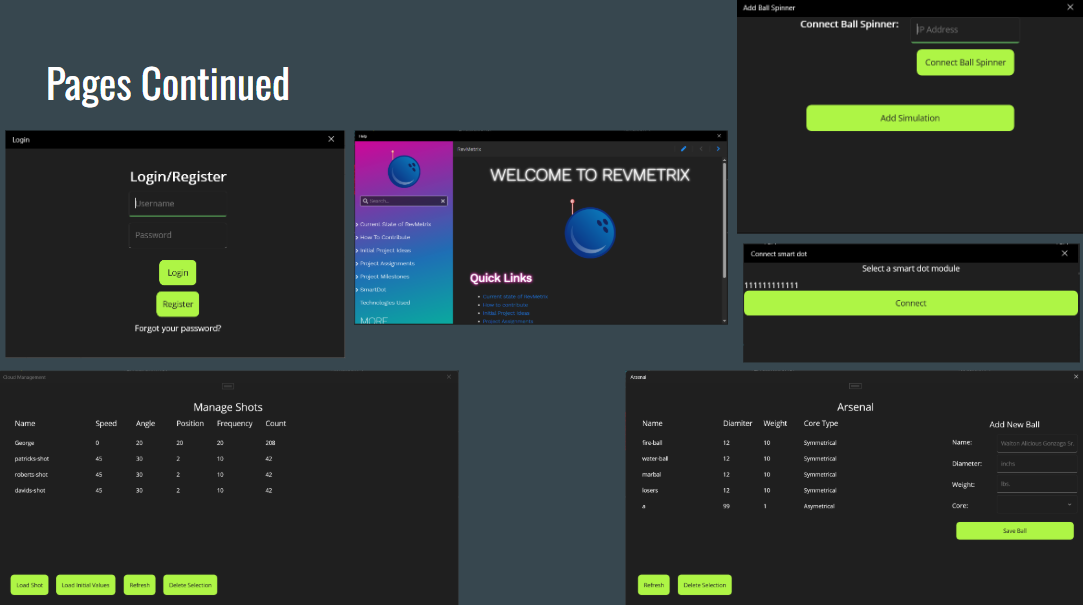 Pages Continued
Add Ball Spinner
Connect Ball Spinner: IP Address
Connect Ball Spinner
Add Simulation
Login
Login/Register
Username
Password
Login
Register
Forgot your password?
Help
RevMetrix
Search...
Current State of RevMetrix
How To Contribute
Initial Project Ideas
Project Assignments
Project Milestones
SmartDot
Technologies Used
MORE
WELCOME TO REVMETRIX
Quick Links
Current state of RevMetrix
How to contribute
Initial Project Ideas
Project Assignments
Connect smart dot
Select a smart dot module
111111111111
Connect
Cloud Management
Manage Shots
Name Speed Angle Position Frequency Count
George 0 20 20 20 208
patricks-shot 45 30 2 10 42
roberts-shot 45 30 2 10 42
davids-shot 45 30 2 10 42
Load Shot Load Initial Values Refresh Delete Selection
Arsenal
Arsenal
Name Diamiter Weight Core Type
fire-ball 12 10 Symmetrical
water-ball 12 10 Symmetrical
marbal 12 10 Symmetrical
losers 12 10 Symmetrical
a 99 1 Asymetrical
Refresh Delete Selection
Add New Ball
Name: Walton Alicious Gonzaga Sr.
Diameter: inchs
Weight: lbs.
Core:
Save Ball